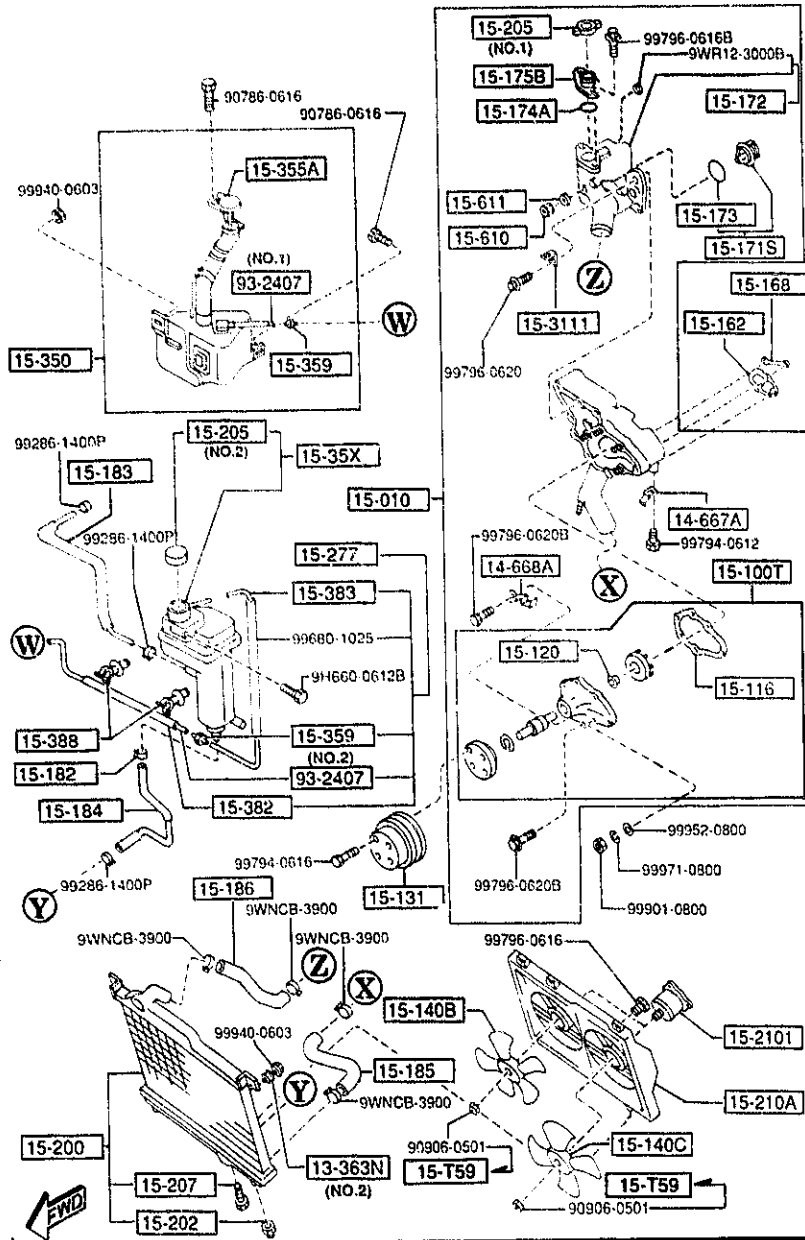 15-205
(NO.1)
99796-0616B
9WR12-3000B
15-175B
90786-0616
15-172
15-174A
90786-0616
15-355A
99940-0603
15-611
15-173
15-610
15-171S
(NO.1)
93-2407
Z
15-168
15-3111
15-162
W
15-359
15-350
99796-0620
99286-1400P
15-205
(NO.2)
15-35X
15-183
15-010
99286-1400P
14-667A
99796-0620B
99794-0612
15-277
14-668A
X
15-100T
15-383
W
99680-1025
15-120
9H660-0612B
15-116
15-388
15-359
(NO.2)
15-182
93-2407
15-382
15-184
99952-0800
99794-0616
99971-0800
99796-0620B
Y
99286-1400P
15-131
99901-0800
15-186
9WNCB-3900
9WNCB-3900
9WNCB-3900
99796-0616
Z
X
15-140B
99940-0603
15-2101
Y
15-185
15-210A
9WNCB-3900
90906-0501
15-140C
15-200
13-363N
(NO.2)
15-T59
15-T59
15-207
90906-0501
15-202
FWD